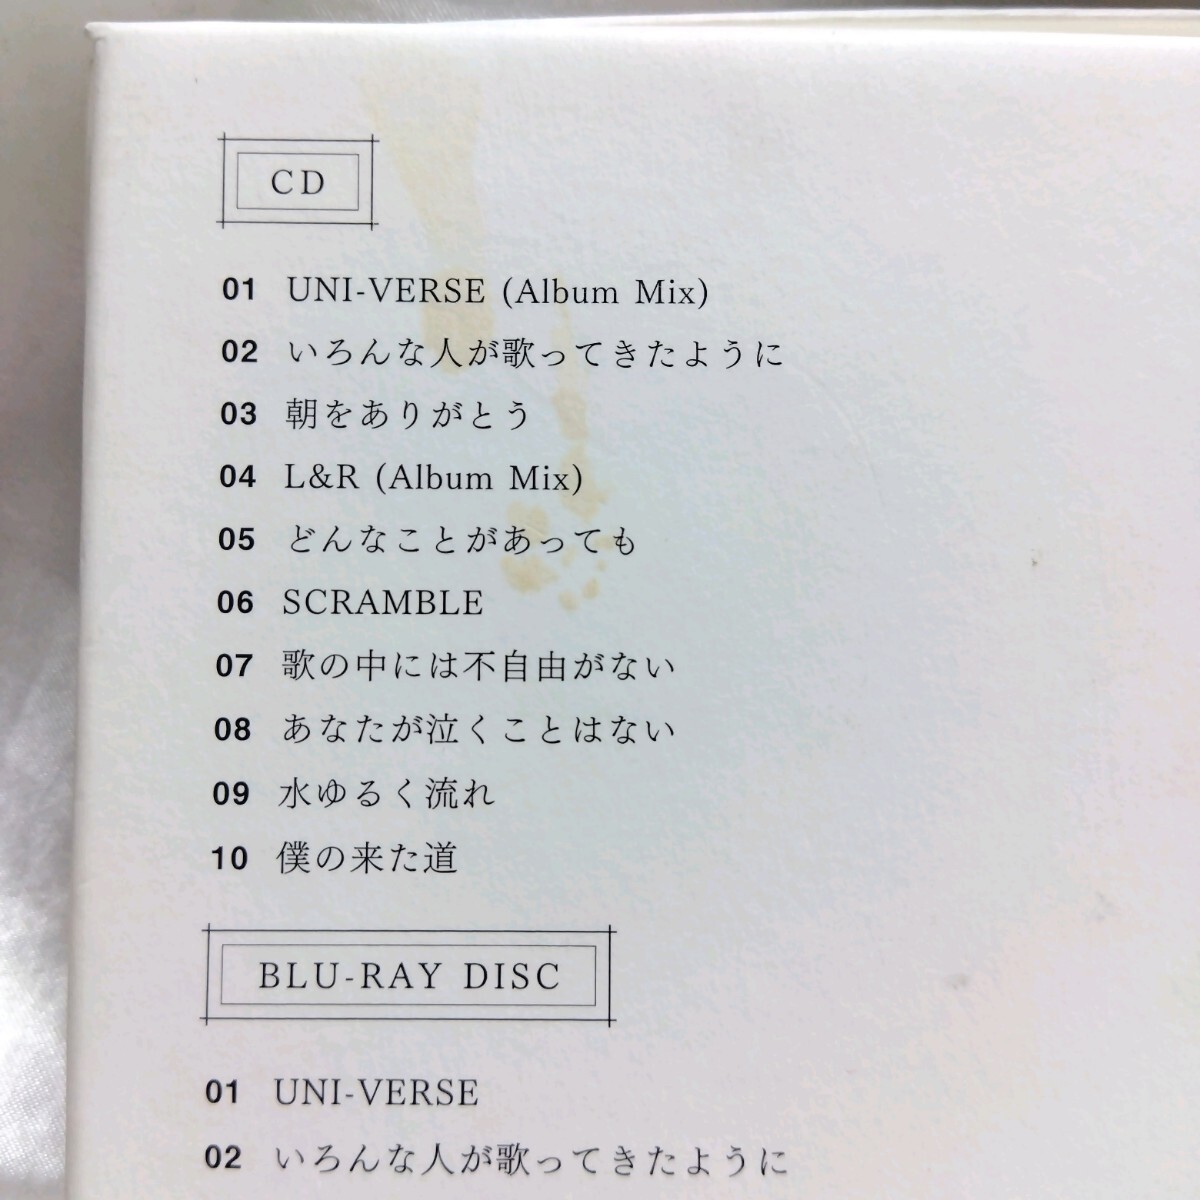 CD
01 UNI-VERSE (Album Mix)
02 いろんな人が歌ってきたように
03 朝をありがとう
04 L&R (Album Mix)
05 どんなことがあっても
06 SCRAMBLE
07 歌の中には不自由がない
08 あなたが泣くことはない
09 水ゆるく流れ
10 僕の来た道
BLU-RAY DISC
01 UNI-VERSE
02 いろんな人が歌ってきたように